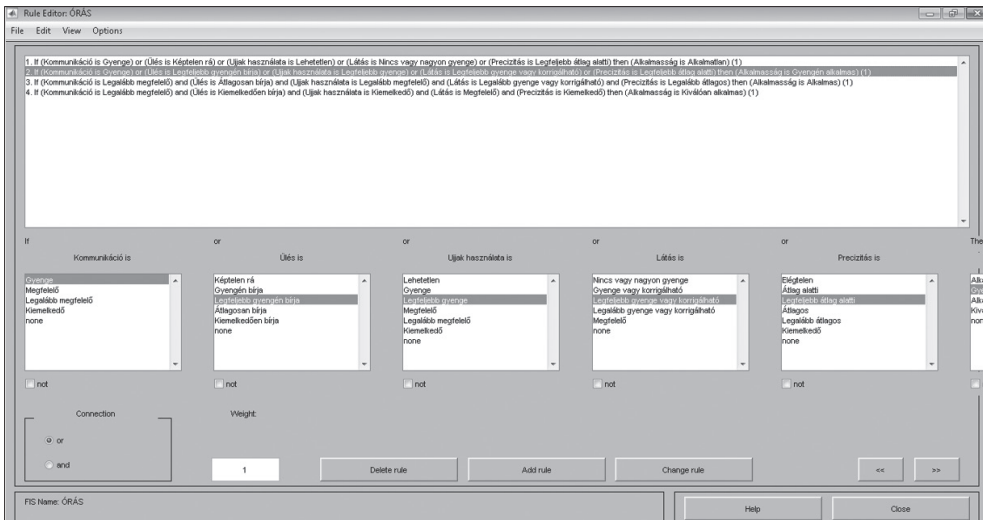 Rule Editor: ÓRÁS
File Edit View Options
1. If (Kommunikáció is Gyenge) or (Ülés is Képtelen rá) or (Ujjak használata is Lehetetlen) or (Látás is Nincs vagy nagyon gyenge) or (Precizitás is Legfeljebb átlag alatti) then (Alkalmasság is Alkalmatlan) (1)
2. If (Kommunikáció is Gyenge) or (Ülés is Legfeljebb gyengén bírja) or (Ujjak használata is Legfeljebb gyenge) or (Látás is Legfeljebb gyenge vagy korrigálható) or (Precizitás is Legfeljebb átlag alatti) then (Alkalmasság is Gyengén alkalmas) (1)
3. If (Kommunikáció is Legalább megfelelő) and (Ülés is Átlagosan bírja) and (Ujjak használata is Legalább megfelelő) and (Látás is Legalább gyenge vagy korrigálható) and (Precizitás is Legalább átlagos) then (Alkalmasság is Alkalmas) (1)
4. If (Kommunikáció is Legalább megfelelő) and (Ülés is Kiemelkedően bírja) and (Ujjak használata is Kiemelkedő) and (Látás is Megfelelő) and (Precizitás is Kiemelkedő) then (Alkalmasság is Kiválóan alkalmas) (1)
If or or or or The
Kommunikáció is
Gyenge
Megfelelő
Legalább megfelelő
Kiemelkedő
none
not
Ülés is
Képtelen rá
Gyengén bírja
Legfeljebb gyengén bírja
Átlagosan bírja
Kiemelkedően bírja
none
not
Ujjak használata is
Lehetetlen
Gyenge
Legfeljebb gyenge
Megfelelő
Legalább megfelelő
Kiemelkedő
none
not
Látás is
Nincs vagy nagyon gyenge
Gyenge vagy korrigálható
Legfeljebb gyenge vagy korrigálható
Legalább gyenge vagy korrigálható
Megfelelő
none
not
Precizitás is
Elégtelen
Átlag alatti
Legfeljebb átlag alatti
Átlagos
Legalább átlagos
Kiemelkedő
none
not
Connection
or
and
Weight:
1
Delete rule
Add rule
Change rule
<<
>>
FIS Name: ÓRÁS
Help
Close